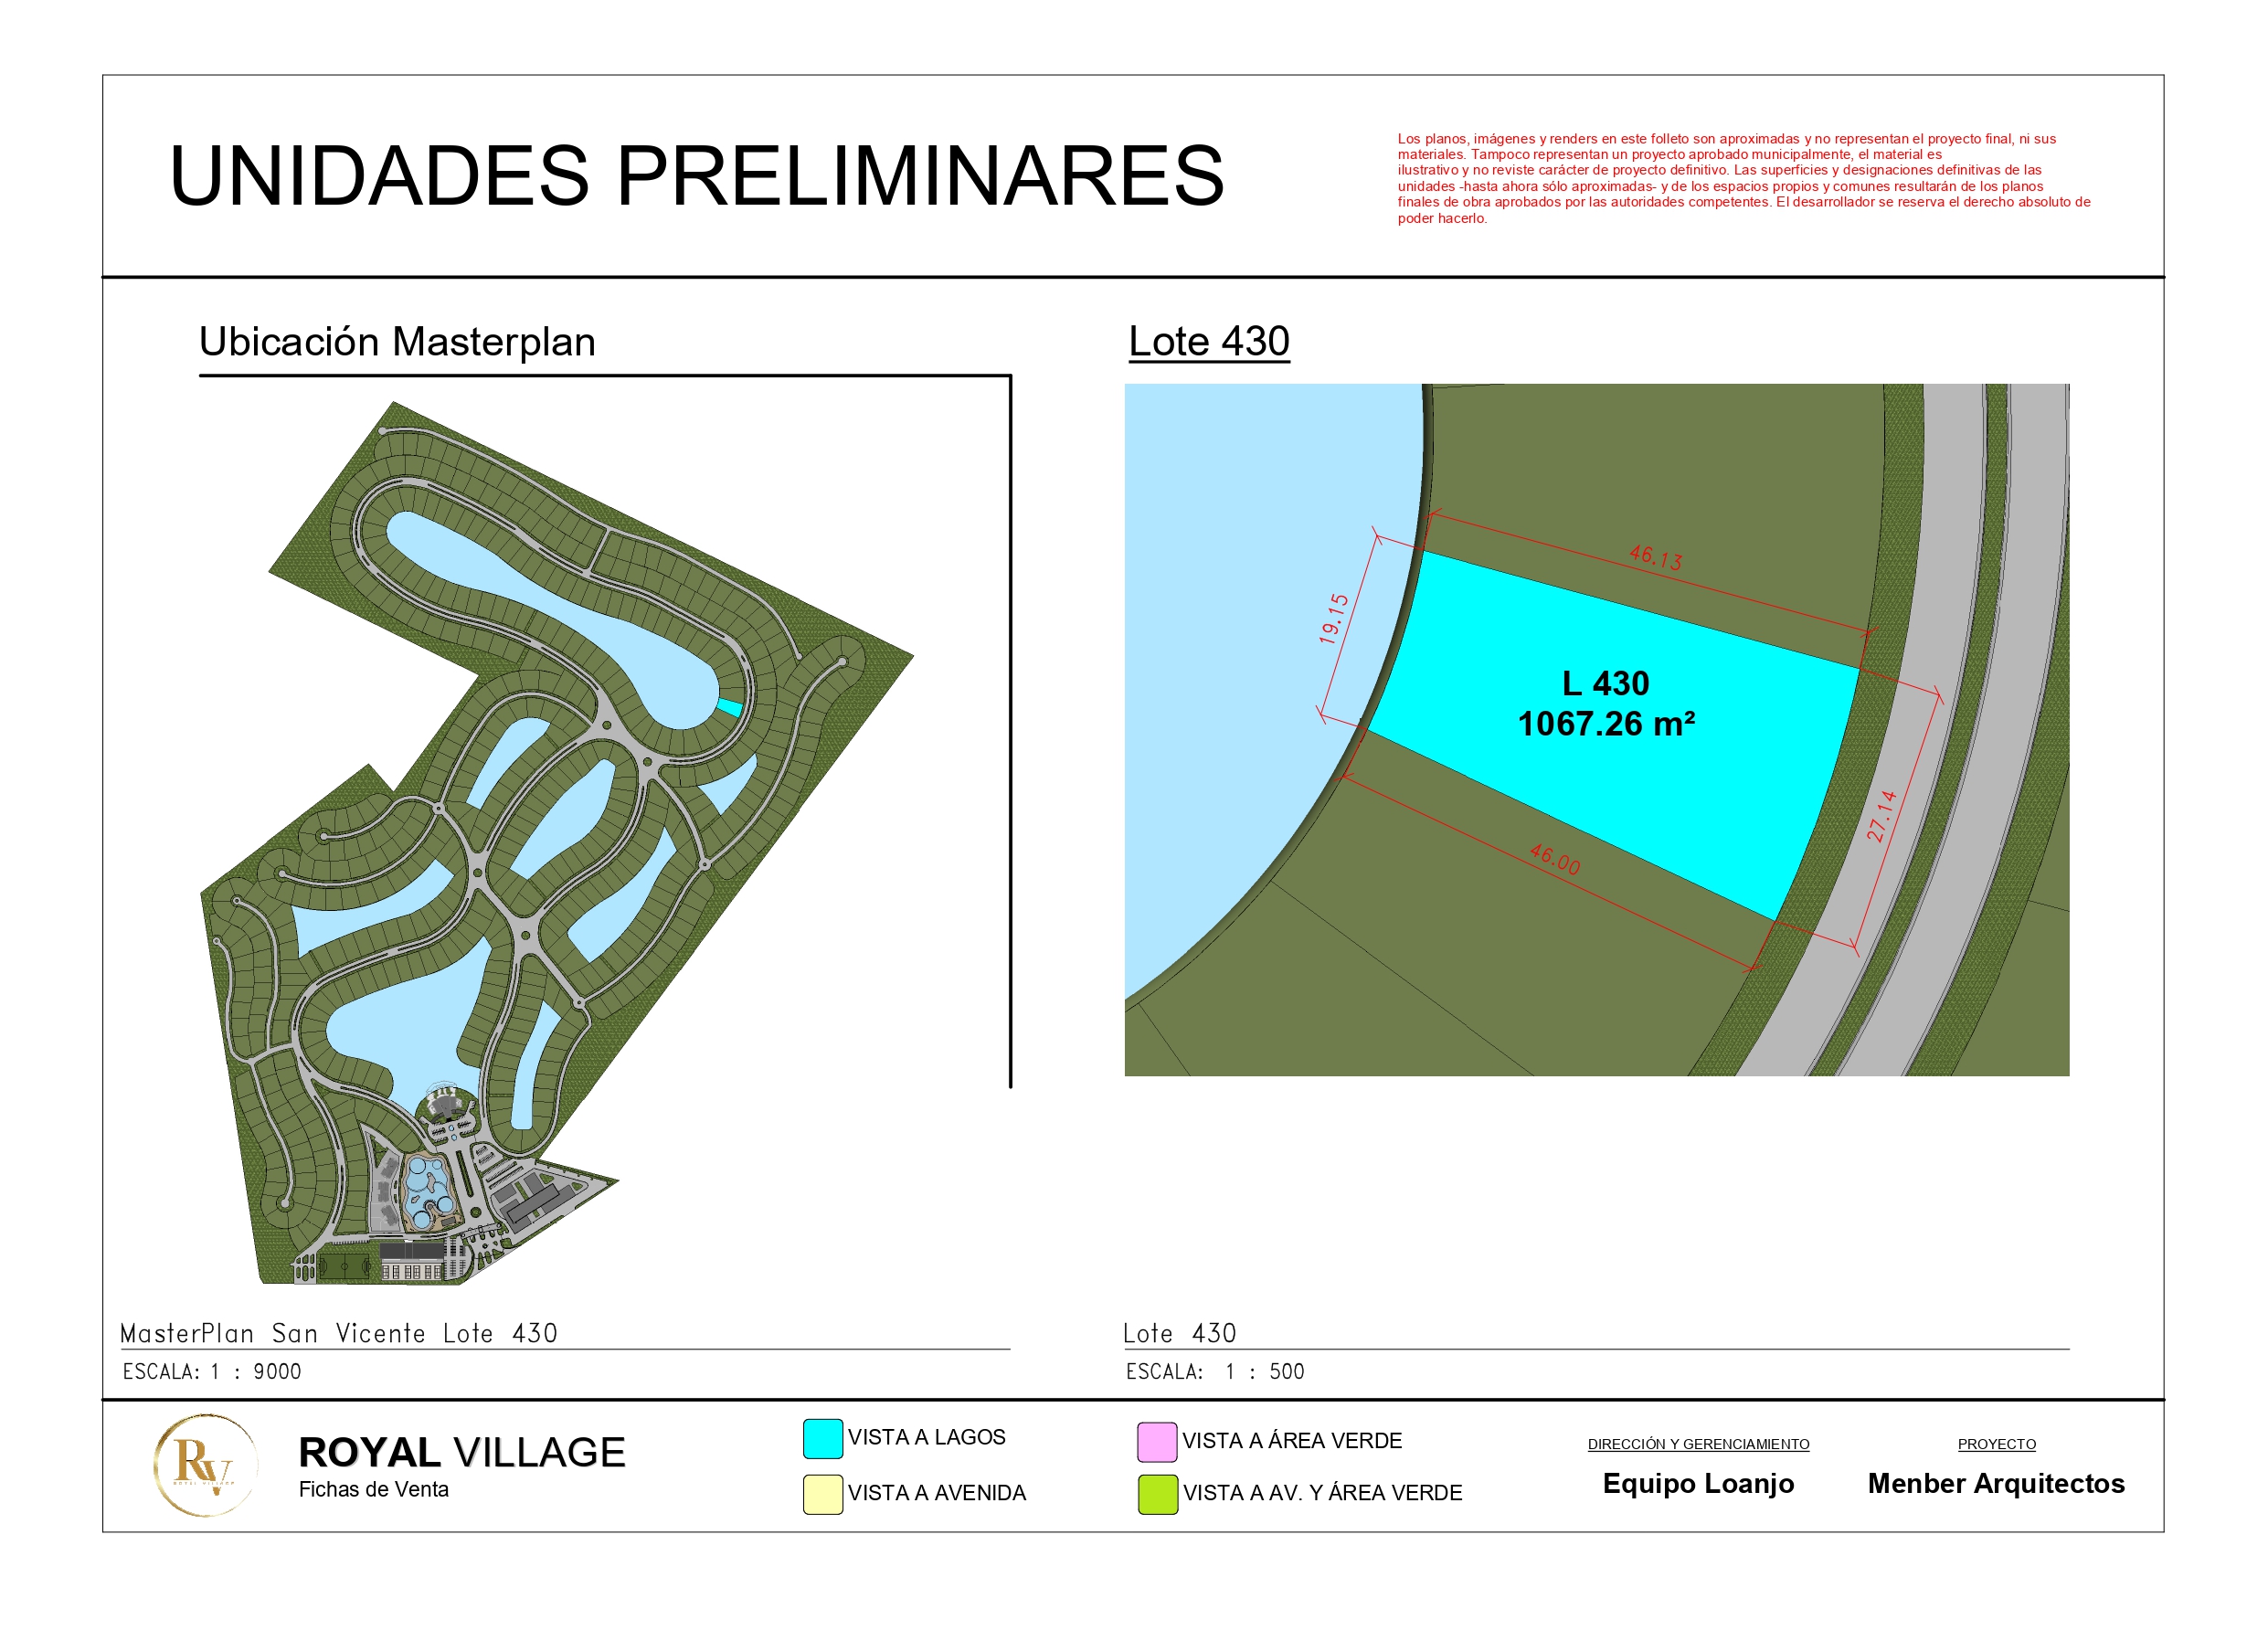 UNIDADES PRELIMINARES
Los planos, imágenes y renders en este folleto son aproximadas y no representan el proyecto final, ni sus
materiales. Tampoco representan un proyecto aprobado municipalmente, el material es
ilustrativo y no reviste carácter de proyecto definitivo. Las superficies y designaciones definitivas de las
unidades -hasta ahora sólo aproximadas- y de los espacios propios y comunes resultarán de los planos
finales de obra aprobados por las autoridades competentes. El desarrollador se reserva el derecho absoluto de
poder hacerlo.
Ubicación Masterplan
Lote 430
46.13
19.15
L 430
1067.26 m²
27.14
46.00
MasterPlan San Vicente Lote 430
ESCALA: 1 : 9000
Lote 430
ESCALA: 1 : 500
RV
ROYAL VILLAGE
ROYAL VILLAGE
Fichas de Venta
VISTA A LAGOS
VISTA A AVENIDA
VISTA A ÁREA VERDE
VISTA A AV. Y ÁREA VERDE
DIRECCIÓN Y GERENCIAMIENTO
Equipo Loanjo
PROYECTO
Menber Arquitectos